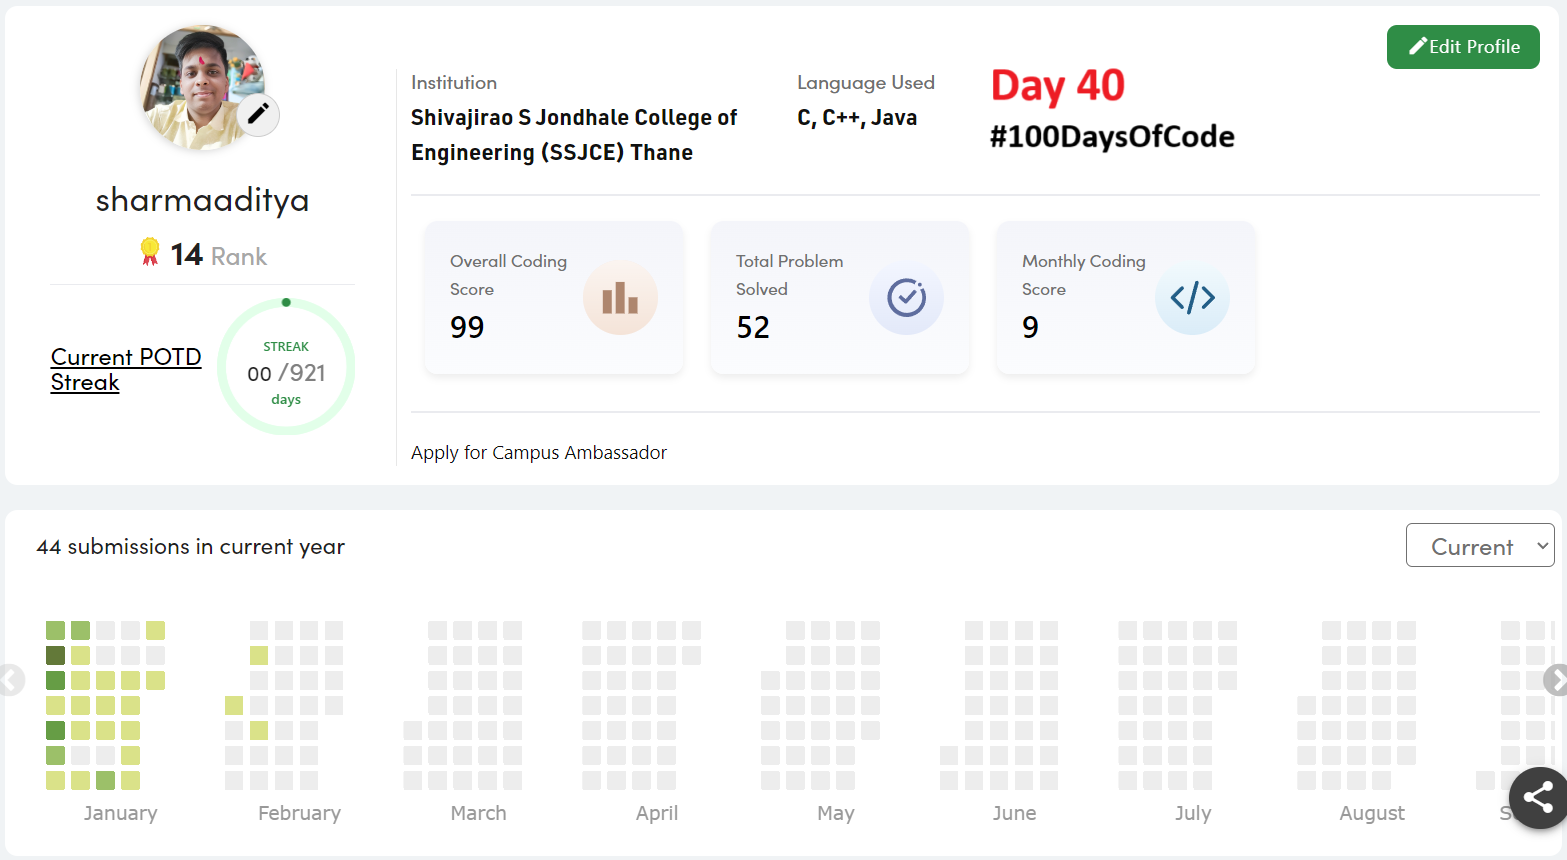 Edit Profile
Institution
Shivajirao S Jondhale College of
Engineering (SSJCE) Thane
Language Used
C, C++, Java
Day 40
#100DaysOfCode
sharmaaditya
14 Rank
Current POTD
Streak
STREAK
00 /921
days
Overall Coding
Score
99
Total Problem
Solved
52
Monthly Coding
Score
9
Apply for Campus Ambassador
44 submissions in current year
Current
January
February
March
April
May
June
July
August